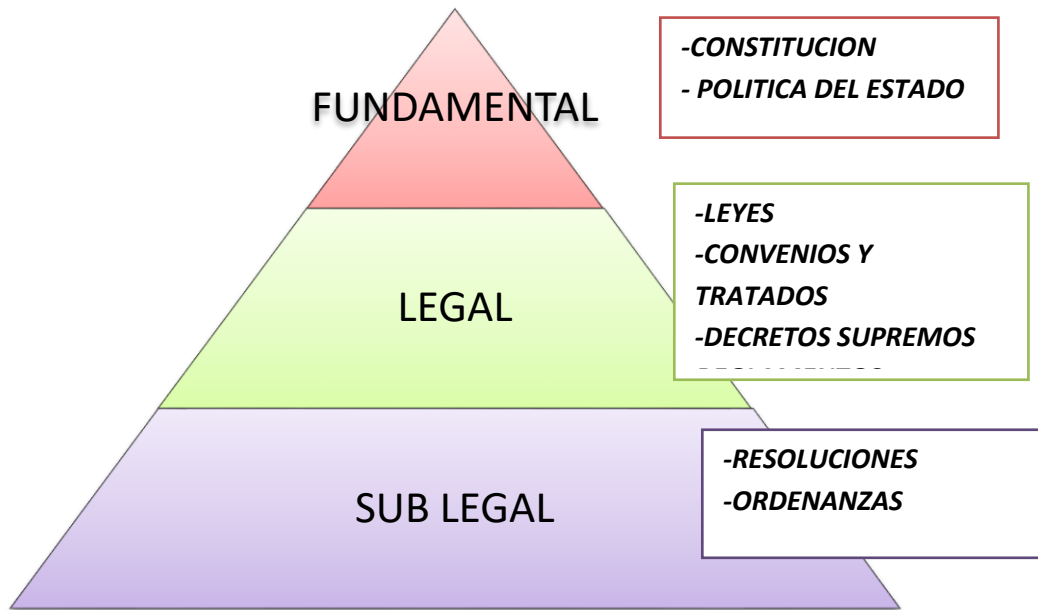 FUNDAMENTAL
-CONSTITUCION
- POLITICA DEL ESTADO
LEGAL
-LEYES
-CONVENIOS Y
TRATADOS
-DECRETOS SUPREMOS
SUB LEGAL
-RESOLUCIONES
-ORDENANZAS